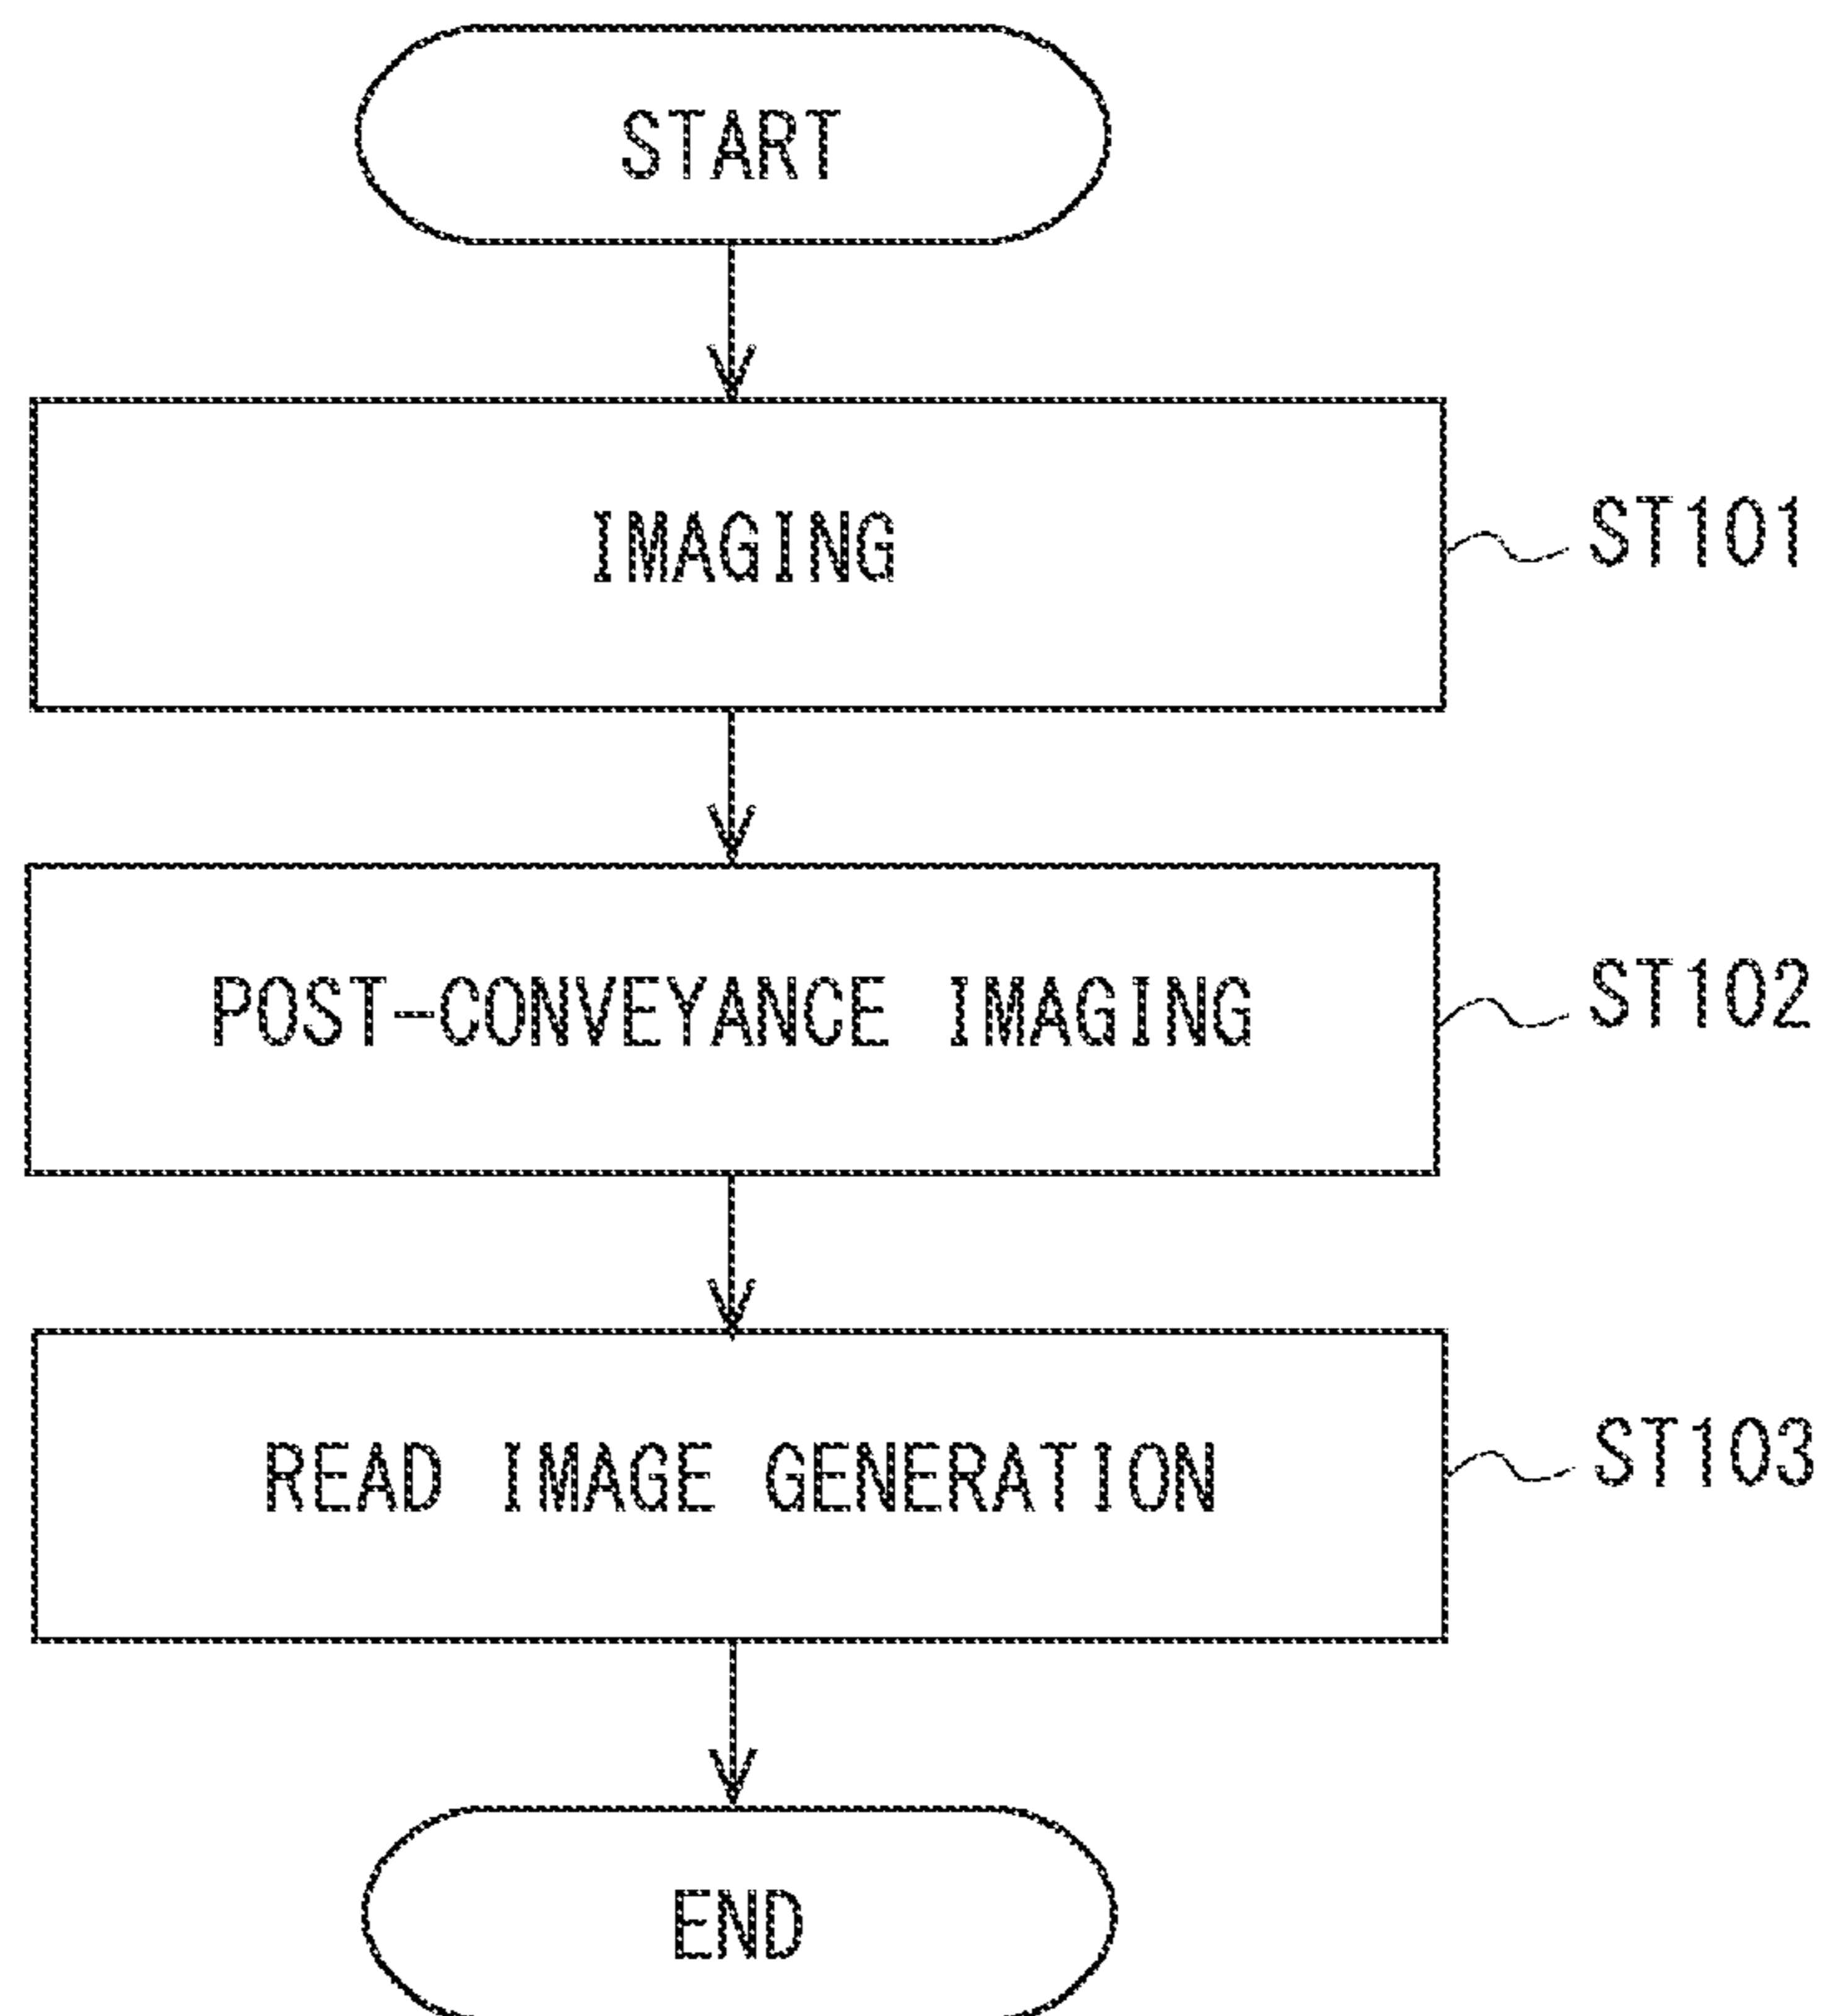 START
IMAGING
ST101
POST-CONVEYANCE IMAGING
ST102
READ IMAGE GENERATION
ST103
END